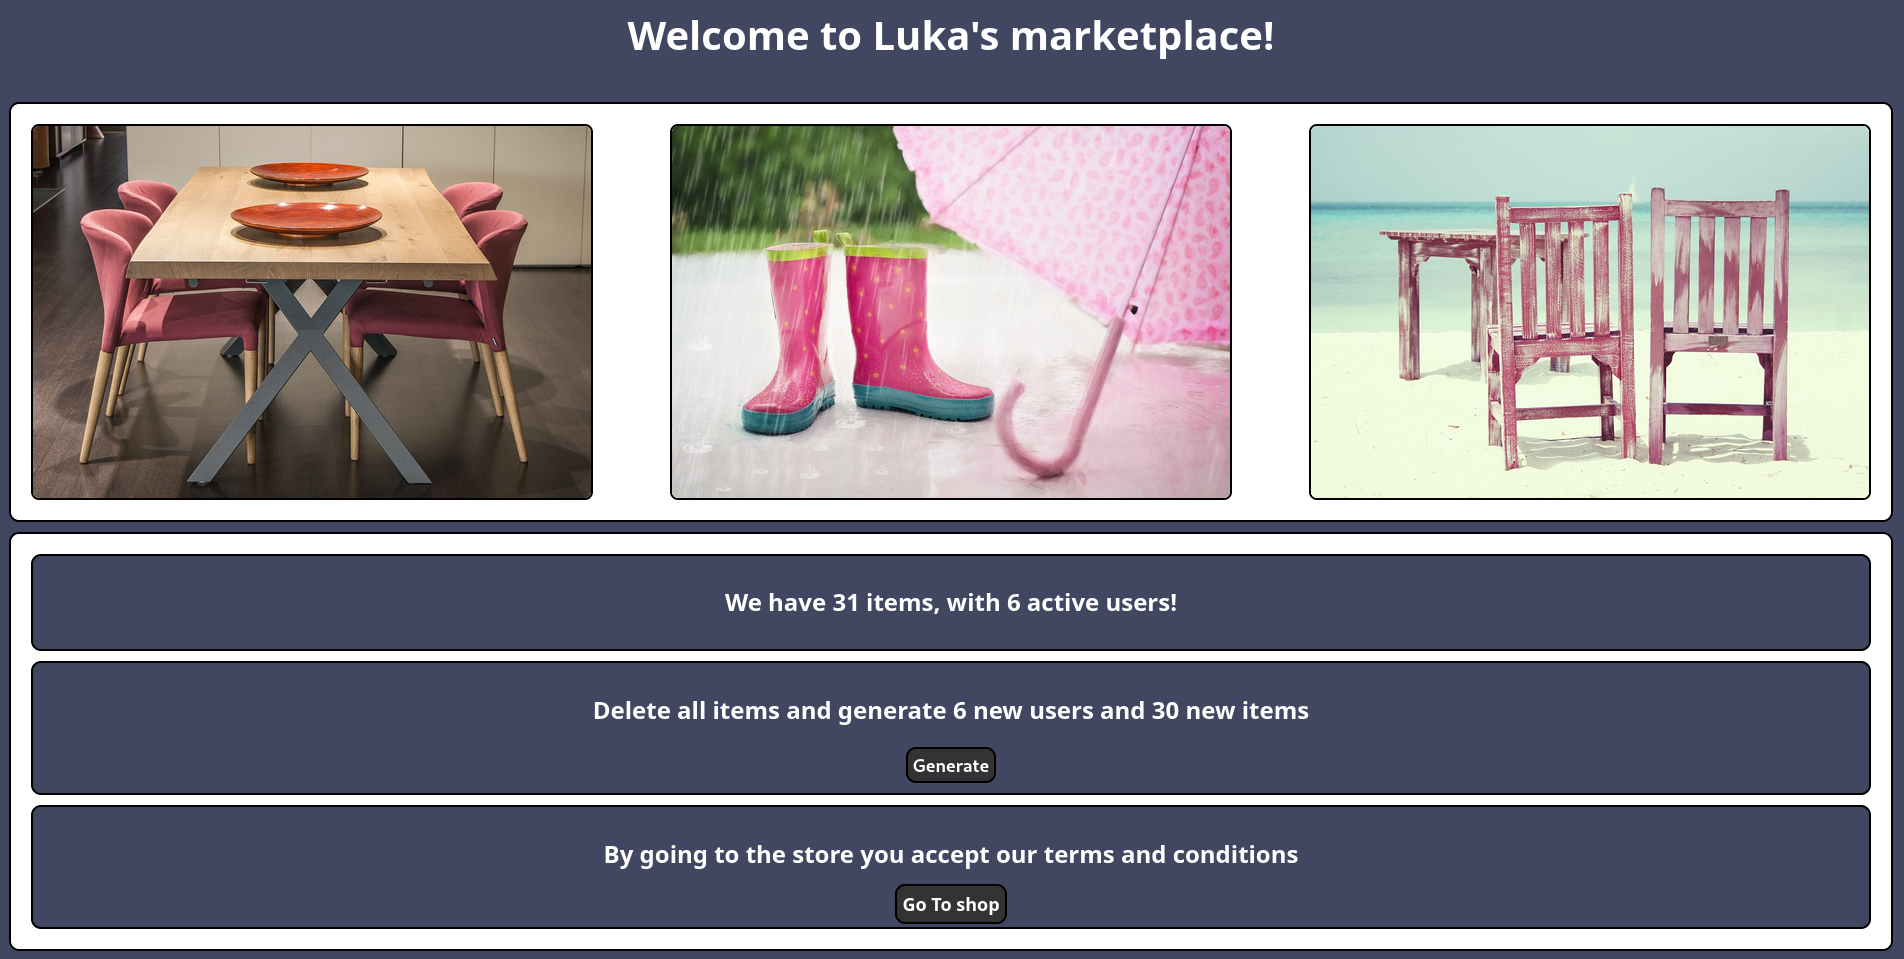 Welcome to Luka's marketplace!
We have 31 items, with 6 active users!
Delete all items and generate 6 new users and 30 new items
Generate
By going to the store you accept our terms and conditions
Go To shop